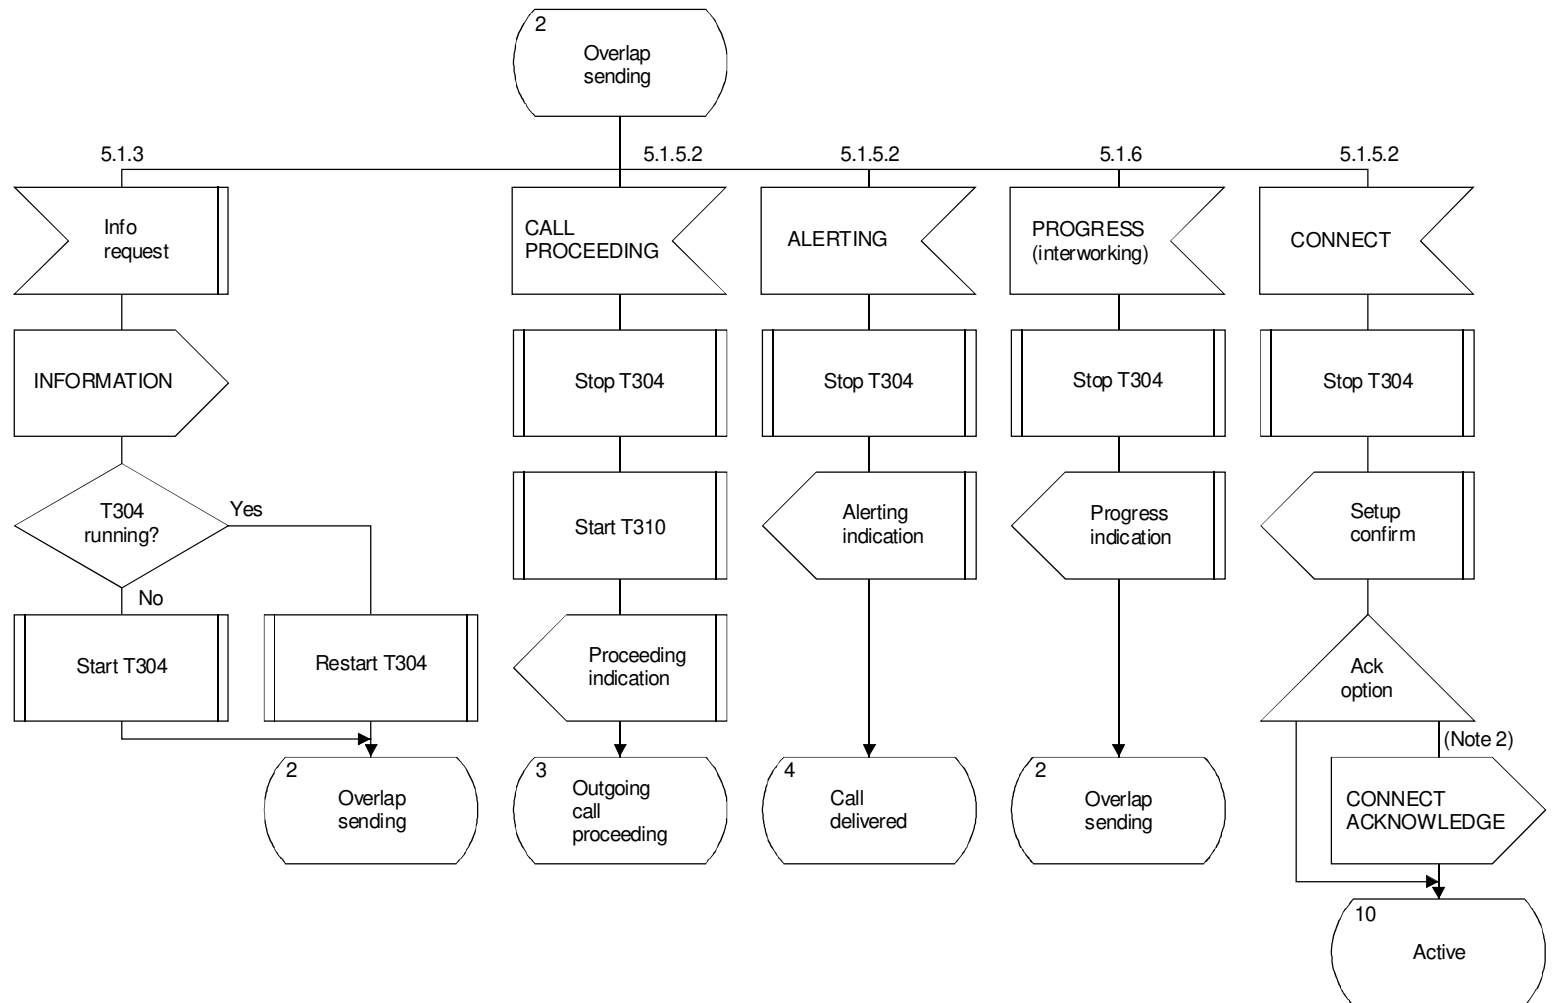 2
Overlap
sending
5.1.3
5.1.5.2
5.1.5.2
5.1.6
5.1.5.2
Info
request
CALL
PROCEEDING
ALERTING
PROGRESS
(interworking)
CONNECT
INFORMATION
Stop T304
Stop T304
Stop T304
Stop T304
T304
running?
Yes
No
Start T310
Alerting
indication
Progress
indication
Setup
confirm
Start T304
Restart T304
Proceeding
indication
Ack
option
(Note 2)
2
Overlap
sending
3
Outgoing
call
proceeding
4
Call
delivered
2
Overlap
sending
CONNECT
ACKNOWLEDGE
10
Active